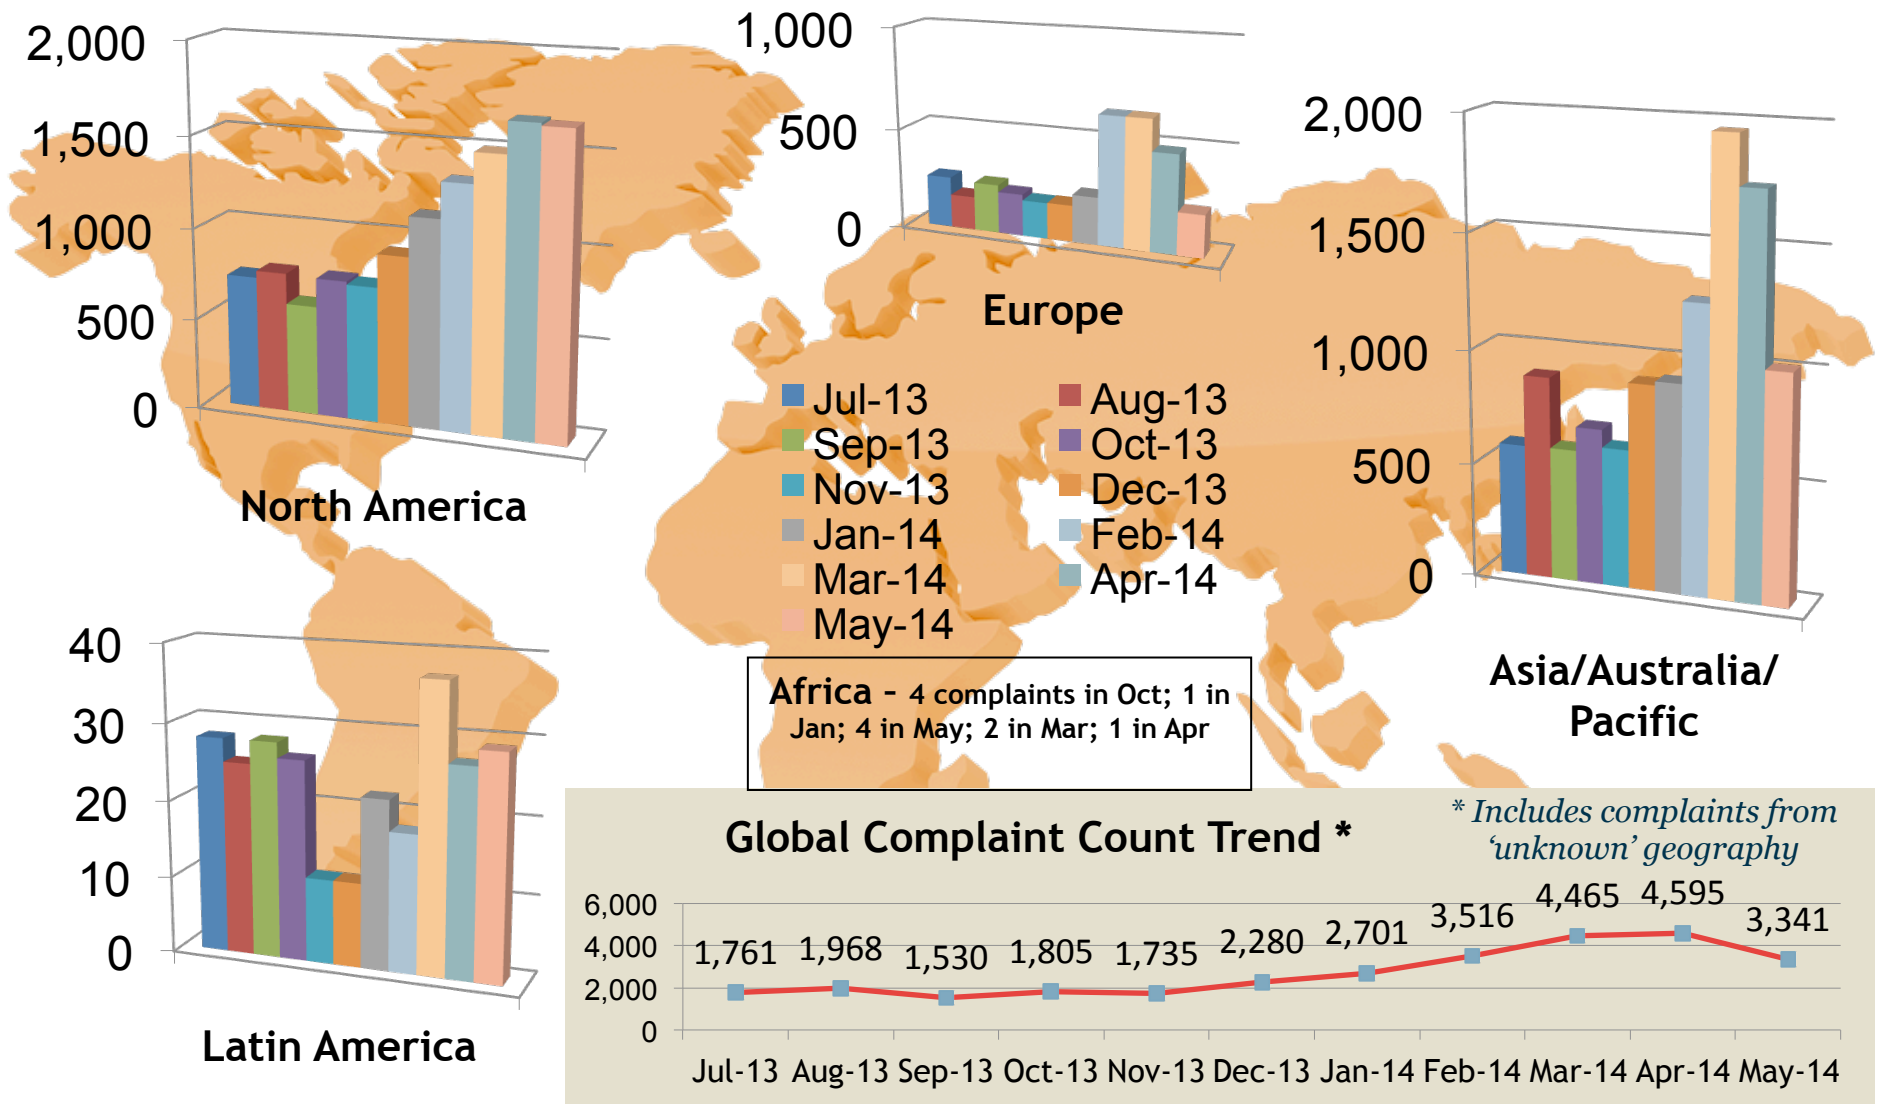 2,000
1,500
1,000
500
0
North America
1,000
500
0
Europe
2,000
1,500
1,000
500
0
Asia/Australia/
Pacific
Jul-13 Aug-13
Sep-13 Oct-13
Nov-13 Dec-13
Jan-14 Feb-14
Mar-14 Apr-14
May-14
40
30
20
10
0
Latin America
Africa – 4 complaints in Oct; 1 in
Jan; 4 in May; 2 in Mar; 1 in Apr
Global Complaint Count Trend *
* Includes complaints from
‘unknown’ geography
6,000
4,000
2,000
0
1,761 1,968 1,530 1,805 1,735 2,280 2,701 3,516 4,465 4,595 3,341
Jul-13 Aug-13 Sep-13 Oct-13 Nov-13 Dec-13 Jan-14 Feb-14 Mar-14 Apr-14 May-14